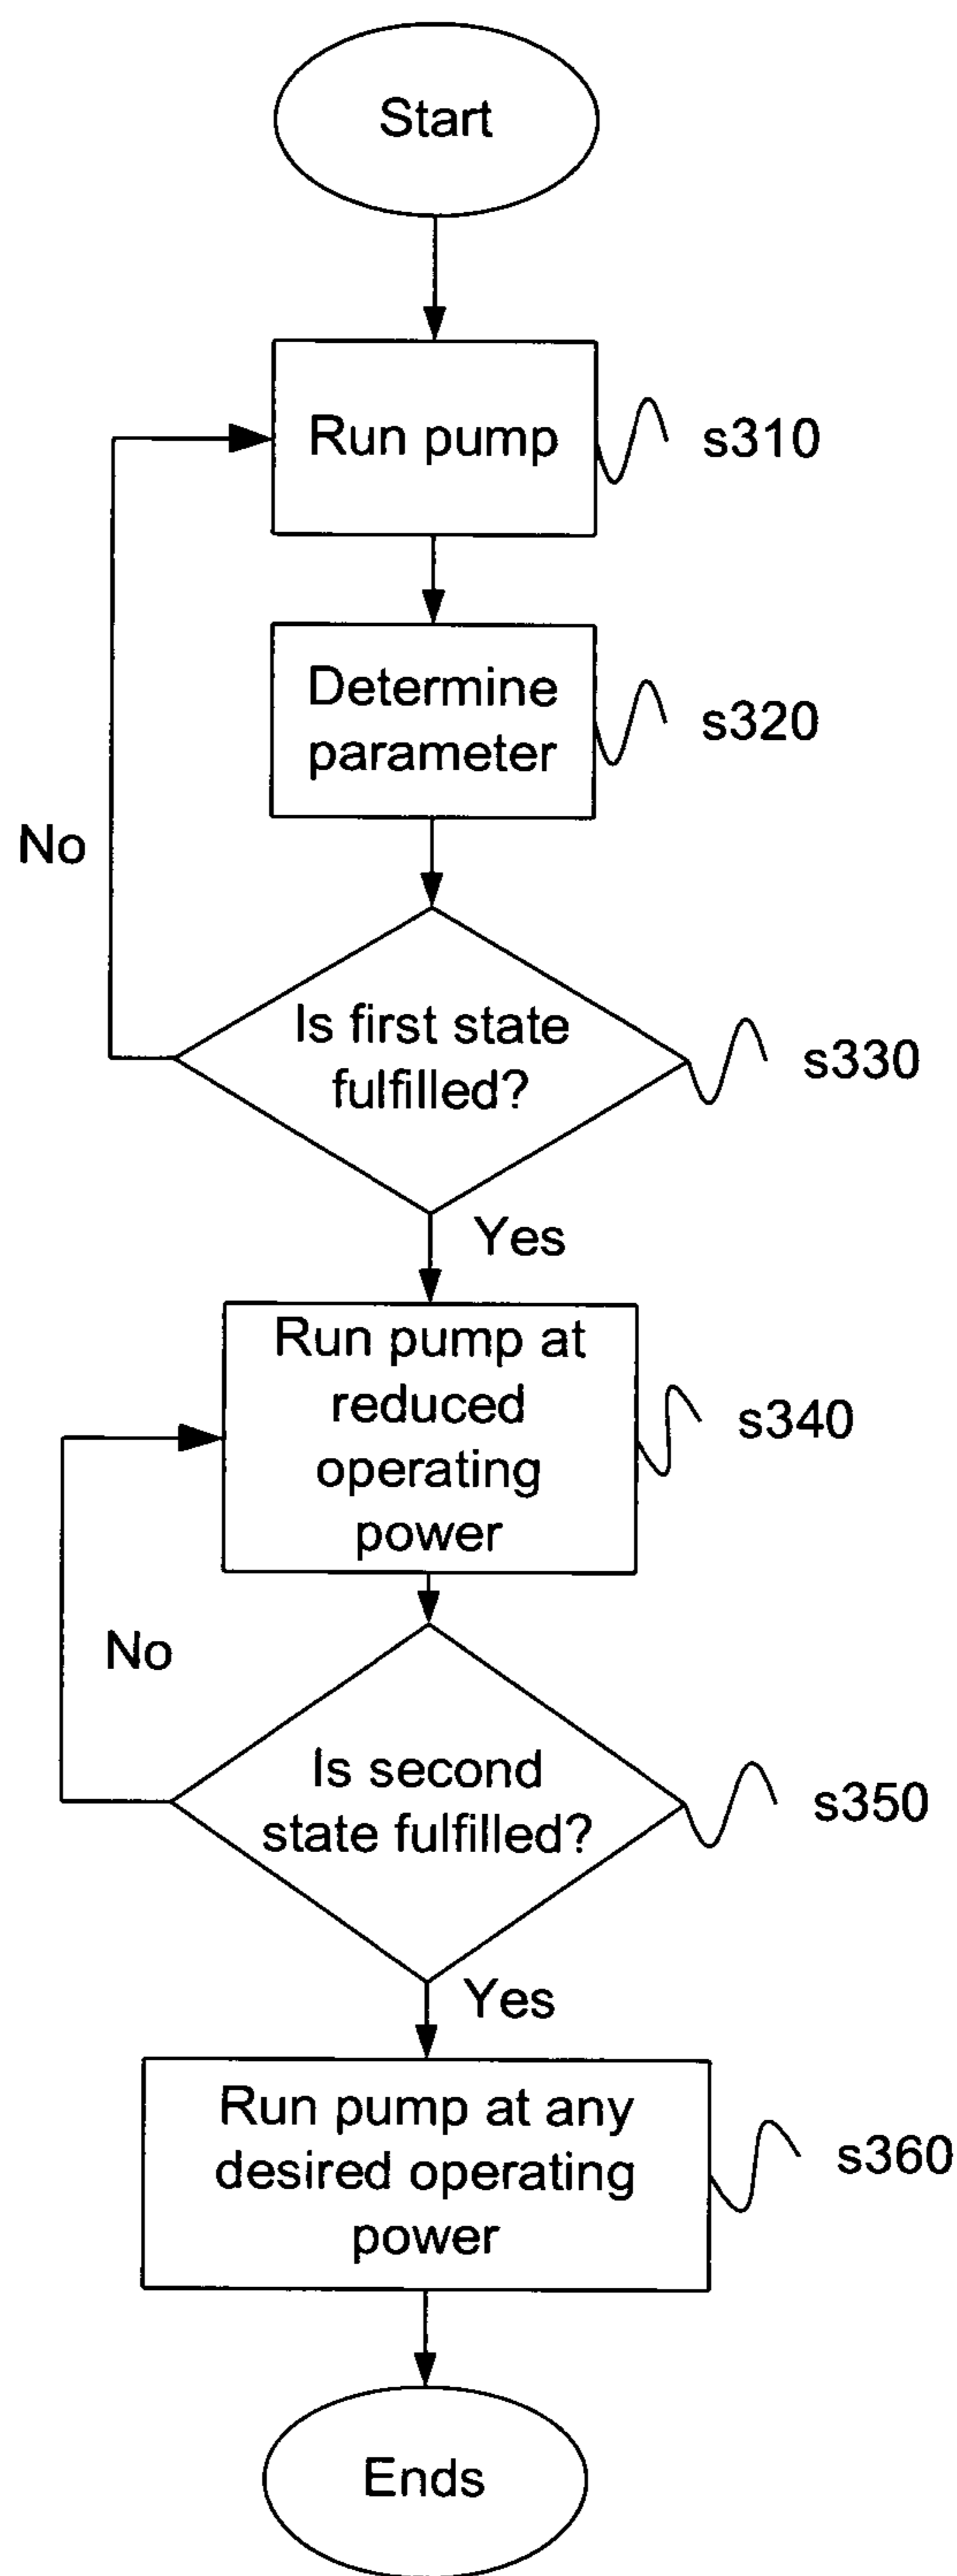 Start
Run pump
s310
Determine
parameter
s320
No
Is first state
fulfilled?
s330
Yes
Run pump at
reduced
operating
power
s340
No
Is second
state fulfilled?
s350
Yes
Run pump at any
desired operating
power
s360
Ends